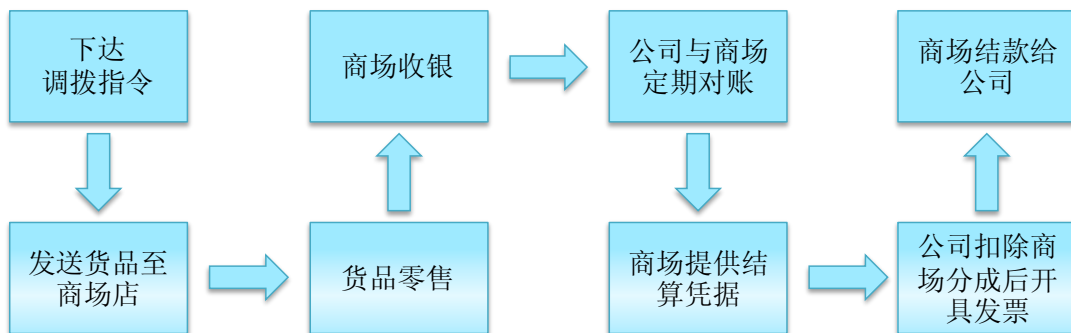 下达
调拨指令
发送货品至
商场店
货品零售
商场收银
公司与商场
定期对账
商场提供结
算凭据
公司扣除商
场分成后开
具发票
商场结款给
公司